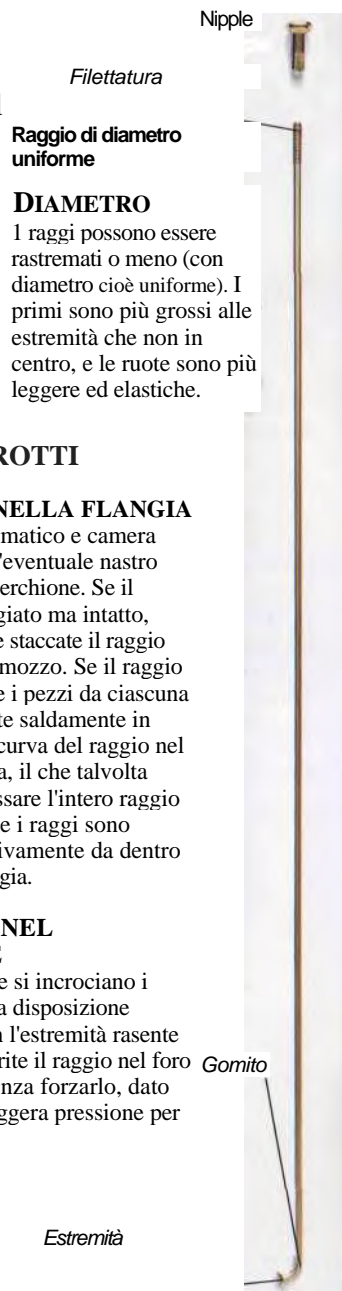 Nipple
Filettatura
Raggio di diametro
uniforme
DIAMETRO
1 raggi possono essere
rastremati o meno (con
diametro cioè uniforme). I
primi sono più grossi alle
estremità che non in
centro, e le ruote sono più
leggere ed elastiche.
ROTTI
NELLA FLANGIA
matico e camera
'eventuale nastro
erchione. Se il
giato ma intatto,
e staccate il raggio
mozzo. Se il raggio
e i pezzi da ciascuna
te saldamente in
curva del raggio nel
a, il che talvolta
ssare l'intero raggio
e i raggi sono
ivamente da dentro
gia.
NEL
e si incrociano i
a disposizione
n l'estremità rasente
rite il raggio nel foro
nza forzarlo, dato
ggera pressione per
Gomito
Estremità